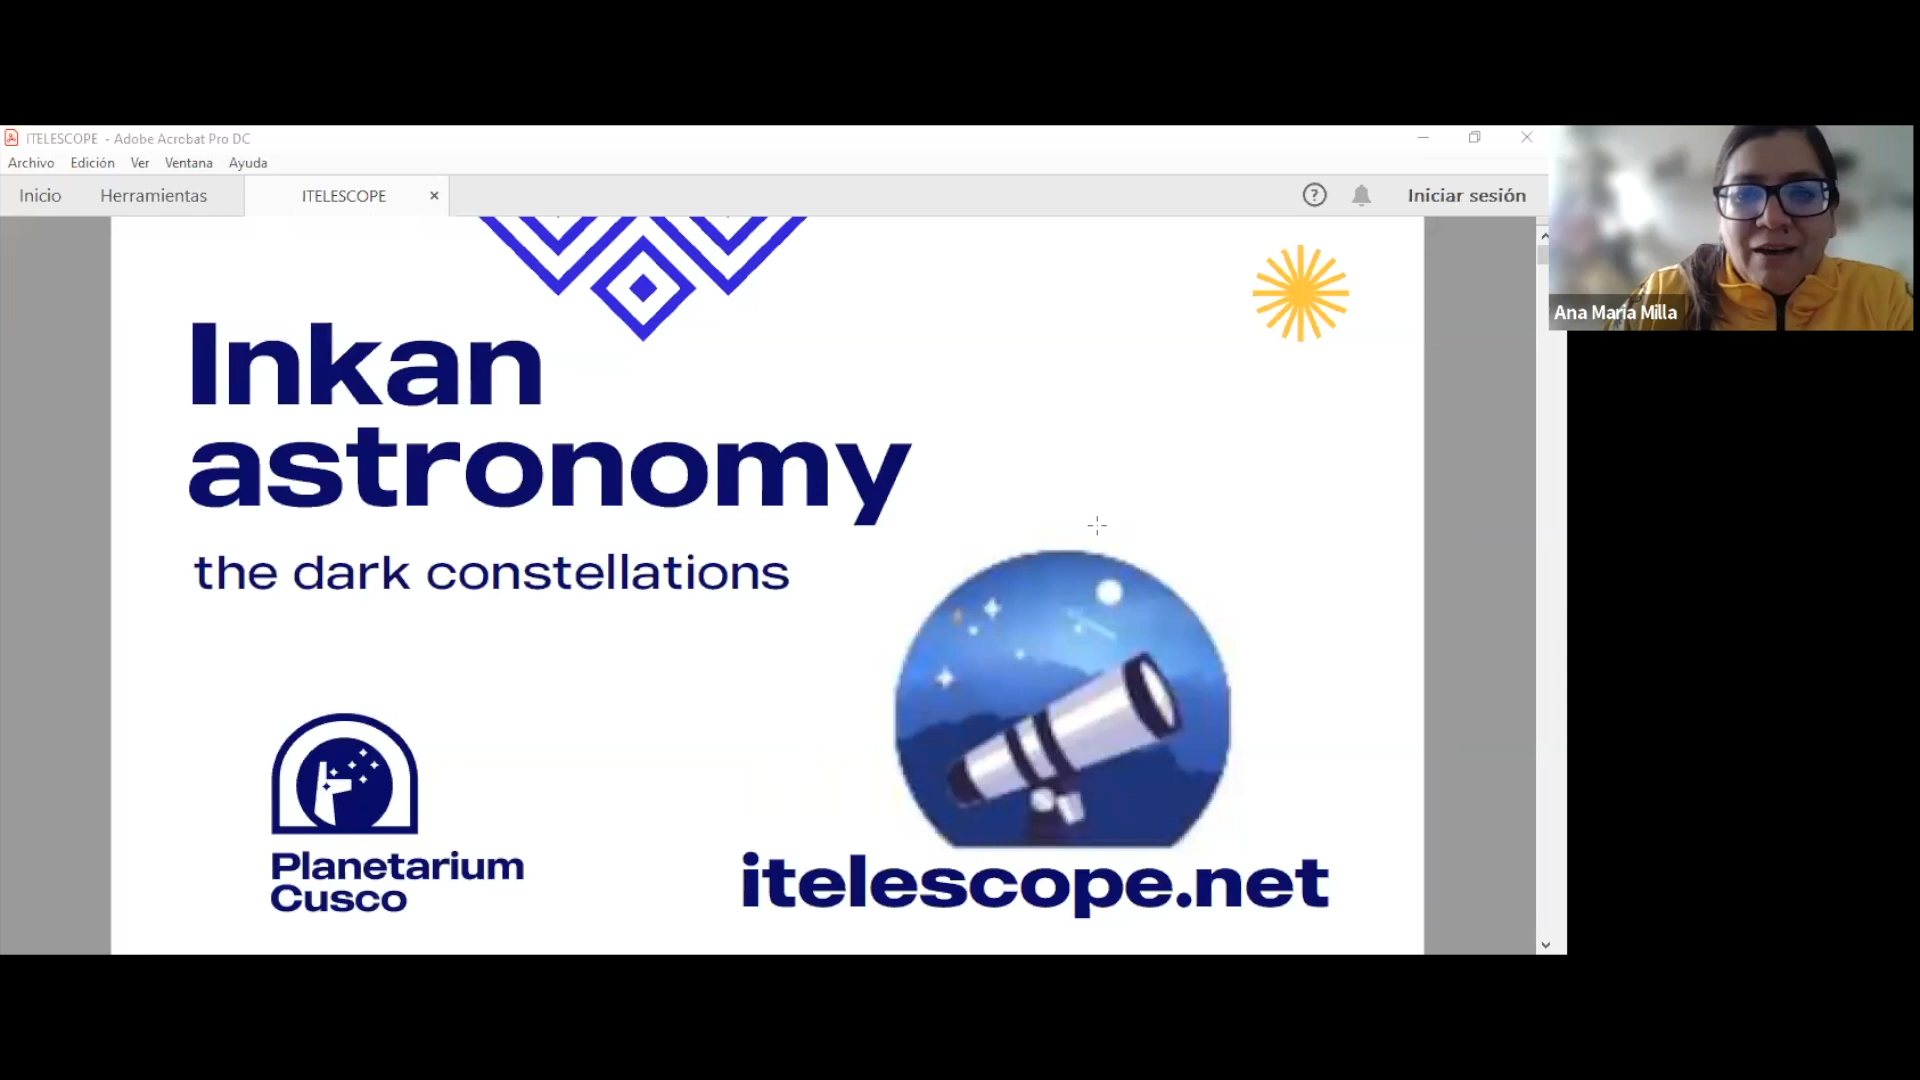 ITELESCOPE - Adobe Acrobat Pro DC
Archivo Edición Ver Ventana Ayuda
Inicio Herramientas ITELESCOPE × ? Iniciar sesión
Inkan
astronomy
the dark constellations
Planetarium
Cusco
itelescope.net
Ana María Milla